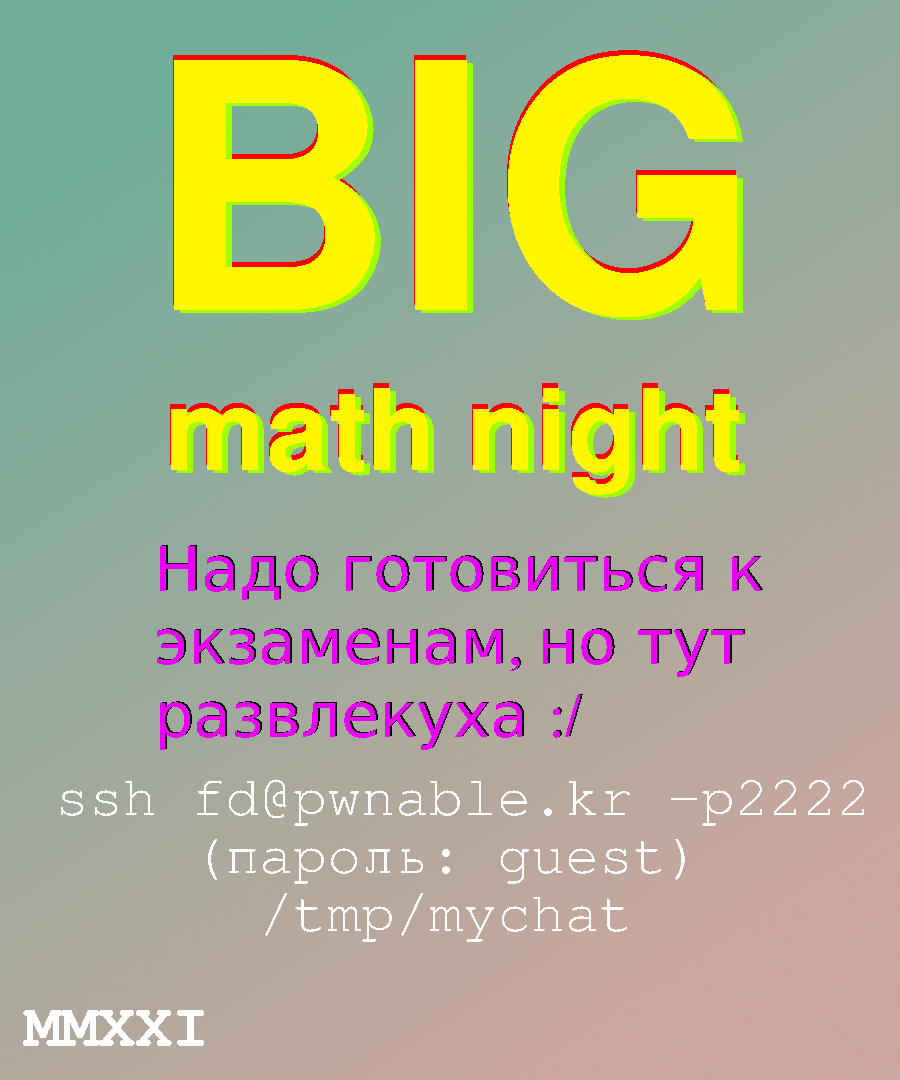 BIG
math night
Надо готовиться к
экзаменам, но тут
развлекуха :/
ssh fd@pwnable.kr -p2222
(пароль: guest)
/tmp/mychat
MMXXI